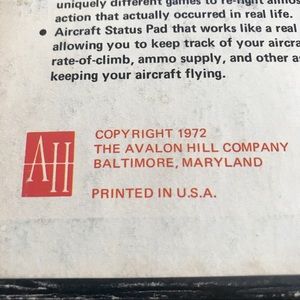 uniquely different games to re-fight almos
action that actually occurred in real life.
• Aircraft Status Pad that works like a real
allowing you to keep track of your aircra
rate-of-climb, ammo supply, and other as
keeping your aircraft flying.
AH
COPYRIGHT 1972
THE AVALON HILL COMPANY
BALTIMORE, MARYLAND
PRINTED IN U.S.A.